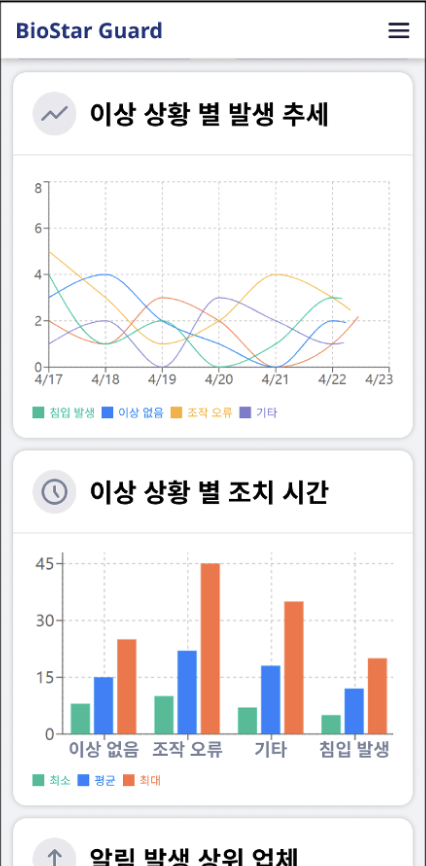 BioStar Guard
이상 상황 별 발생 추세
8
6
4
2
0
4/17 4/18 4/19 4/20 4/21 4/22 4/23
침입 발생 이상 없음 조작 오류 기타
이상 상황 별 조치 시간
45
30
15
0
이상 없음 조작 오류 기타 침입 발생
최소 평균 최대
알림 발생 상위 업체